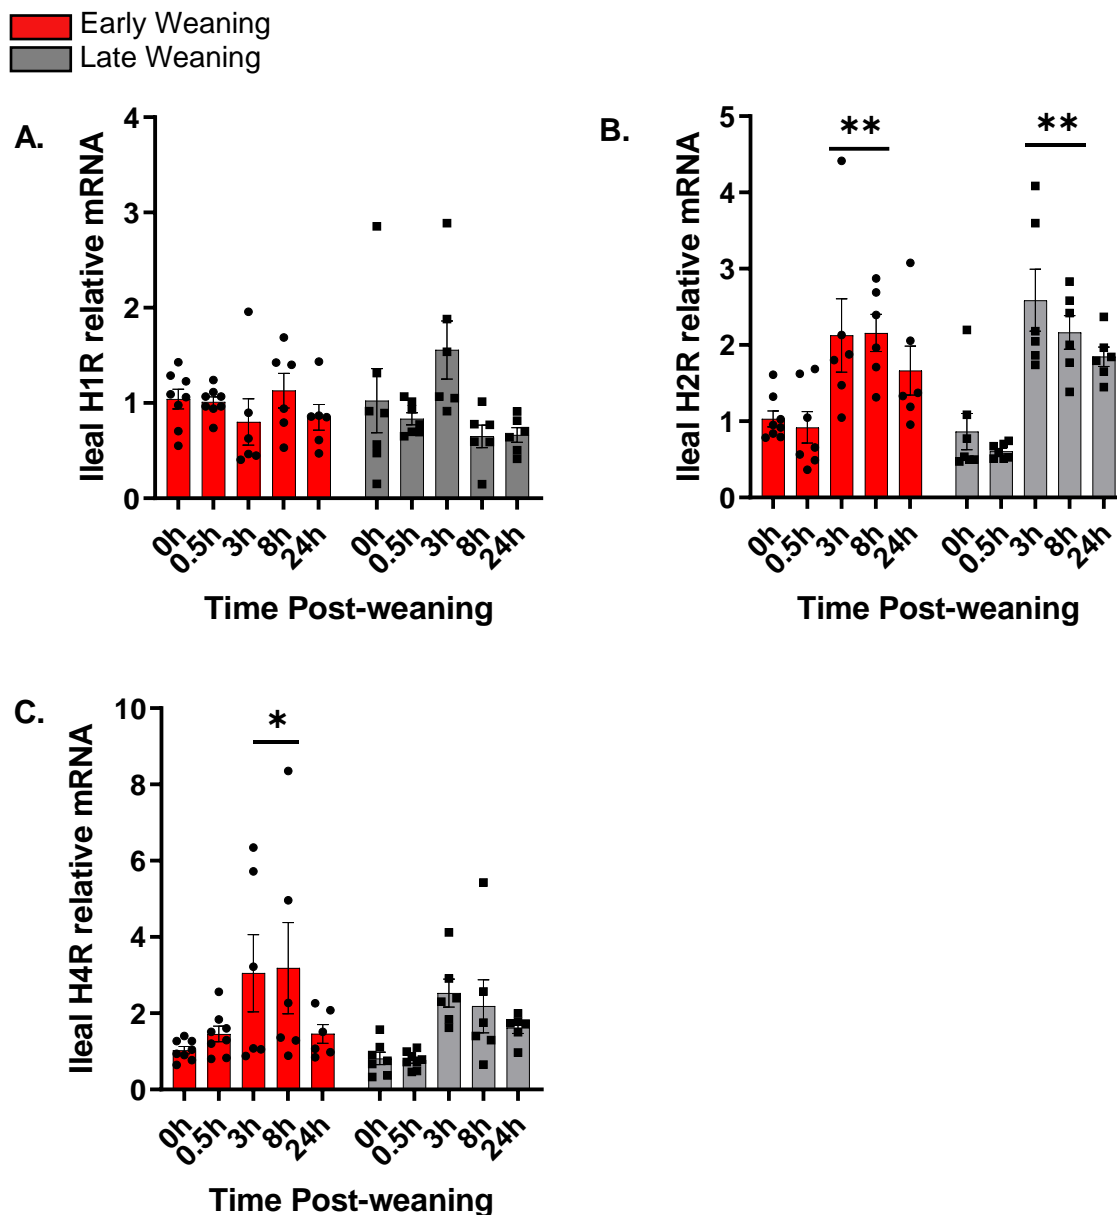 Early Weaning
Late Weaning
A.
Ileal H1R relative mRNA
4
3
2
1
0
0h 0.5h 3h 8h 24h 0h 0.5h 3h 8h 24h
Time Post-weaning
B.
Ileal H2R relative mRNA
5
4
3
2
1
0
** **
0h 0.5h 3h 8h 24h 0h 0.5h 3h 8h 24h
Time Post-weaning
C.
Ileal H4R relative mRNA
10
8
6
4
2
0
*
0h 0.5h 3h 8h 24h 0h 0.5h 3h 8h 24h
Time Post-weaning